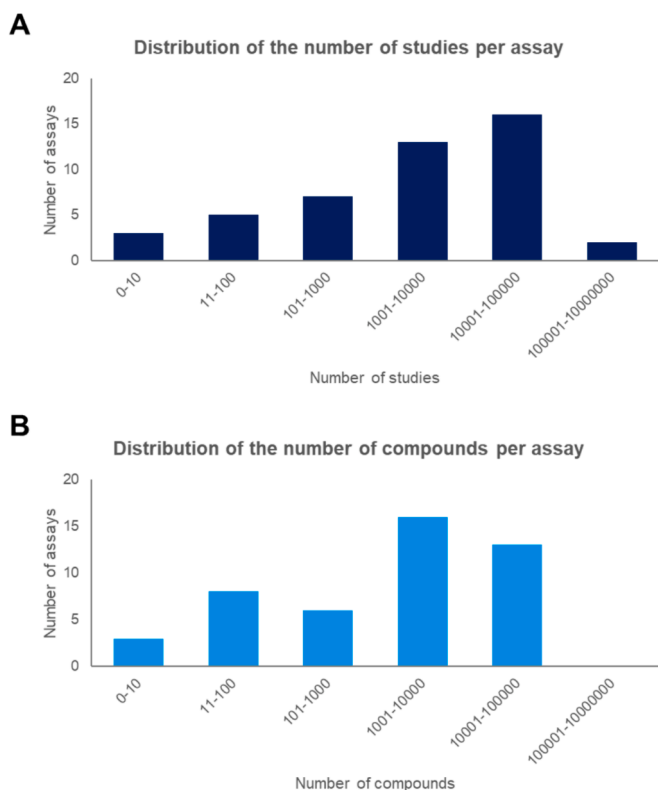 A
Distribution of the number of studies per assay
Number of assays
20
15
10
5
0
0-10
11-100
101-1000
1001-10000
10001-100000
100001-10000000
Number of studies
B
Distribution of the number of compounds per assay
Number of assays
20
15
10
5
0
0-10
11-100
101-1000
1001-10000
10001-100000
100001-10000000
Number of compounds